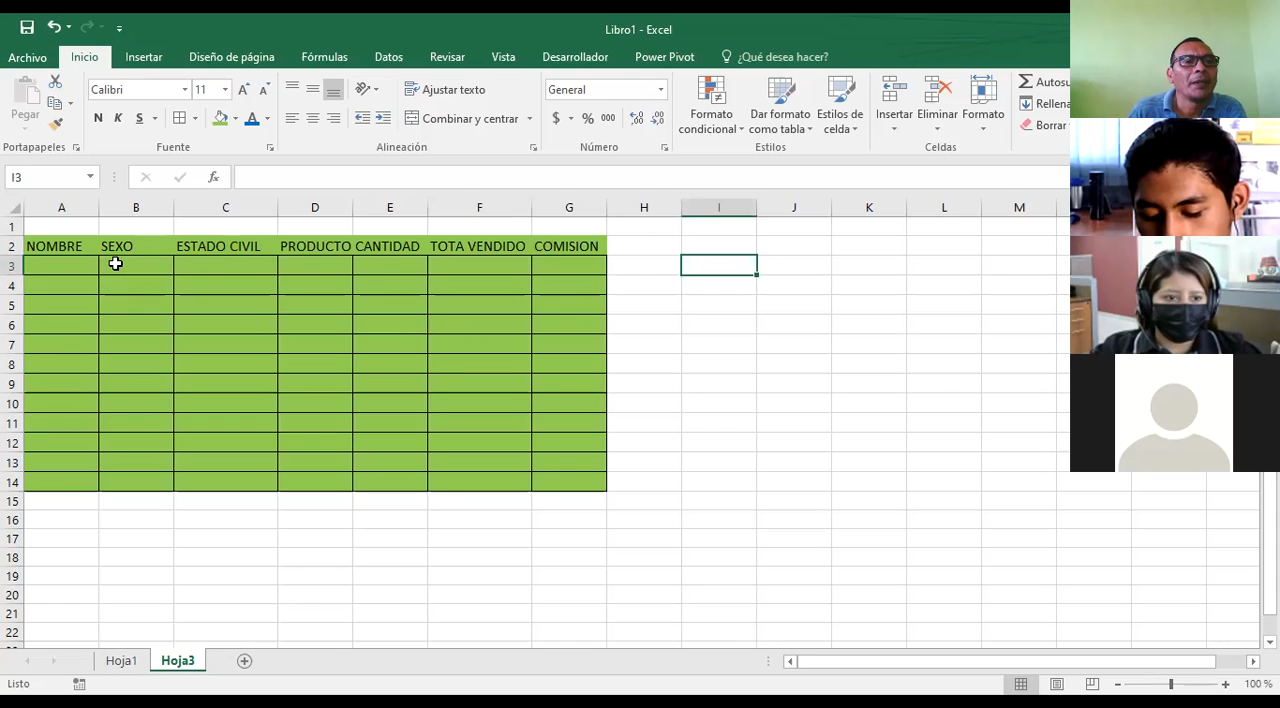 Libro1 - Excel
Archivo Inicio Insertar Diseño de página Fórmulas Datos Revisar Vista Desarrollador Power Pivot ¿Qué desea hacer?
Pegar
Calibri 11
N K S
Ajustar texto
Combinar y centrar
General
$ % 000
Formato condicional
Dar formato como tabla
Estilos de celda
Insertar Eliminar Formato
Autosu
Rellena
Borrar
Portapapeles Fuente Alineación Número Estilos Celdas
I3 fx
A B C D E F G H I J K L M
1
2 NOMBRE SEXO ESTADO CIVIL PRODUCTO CANTIDAD TOTA VENDIDO COMISION
3
4
5
6
7
8
9
10
11
12
13
14
15
16
17
18
19
20
21
22
Hoja1 Hoja3
Listo 100 %